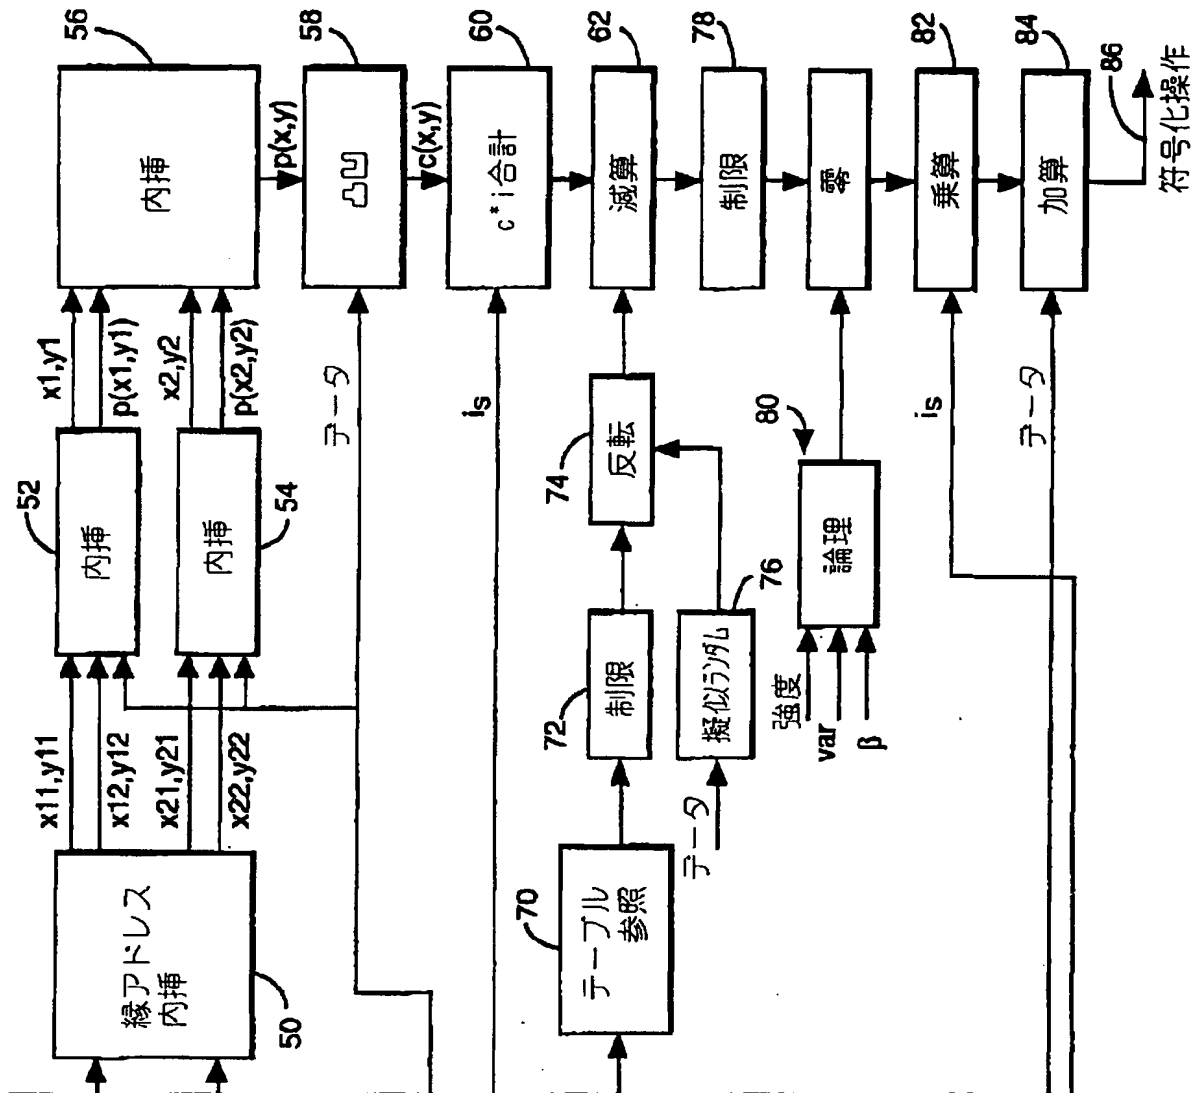 56
58
60
62
78
82
84
86
内挿
p(x,y)
凸凹
c(x,y)
c*i合計
減算
制限
零
乗算
加算
符号化操作
x1,y1
p(x1,y1)
x2,y2
p(x2,y2)
データ
is
is
データ
52
内挿
54
内挿
74
反転
80
論理
強度
var
β
72
制限
76
擬似ランダム
データ
x11,y11
x12,y12
x21,y21
x22,y22
70
テーブル
参照
縁アドレス
内挿
50